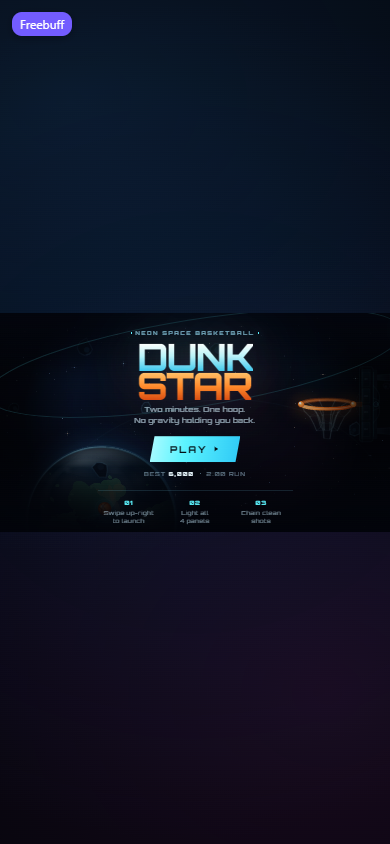 Freebuff
NEON SPACE BASKETBALL
DUNK
STAR
Two minutes. One hoop.
No gravity holding you back.
PLAY
BEST 6,000 · 2:00 RUN
01 02 03
Swipe up-right Light all Chain clean
to launch 4 panels shots